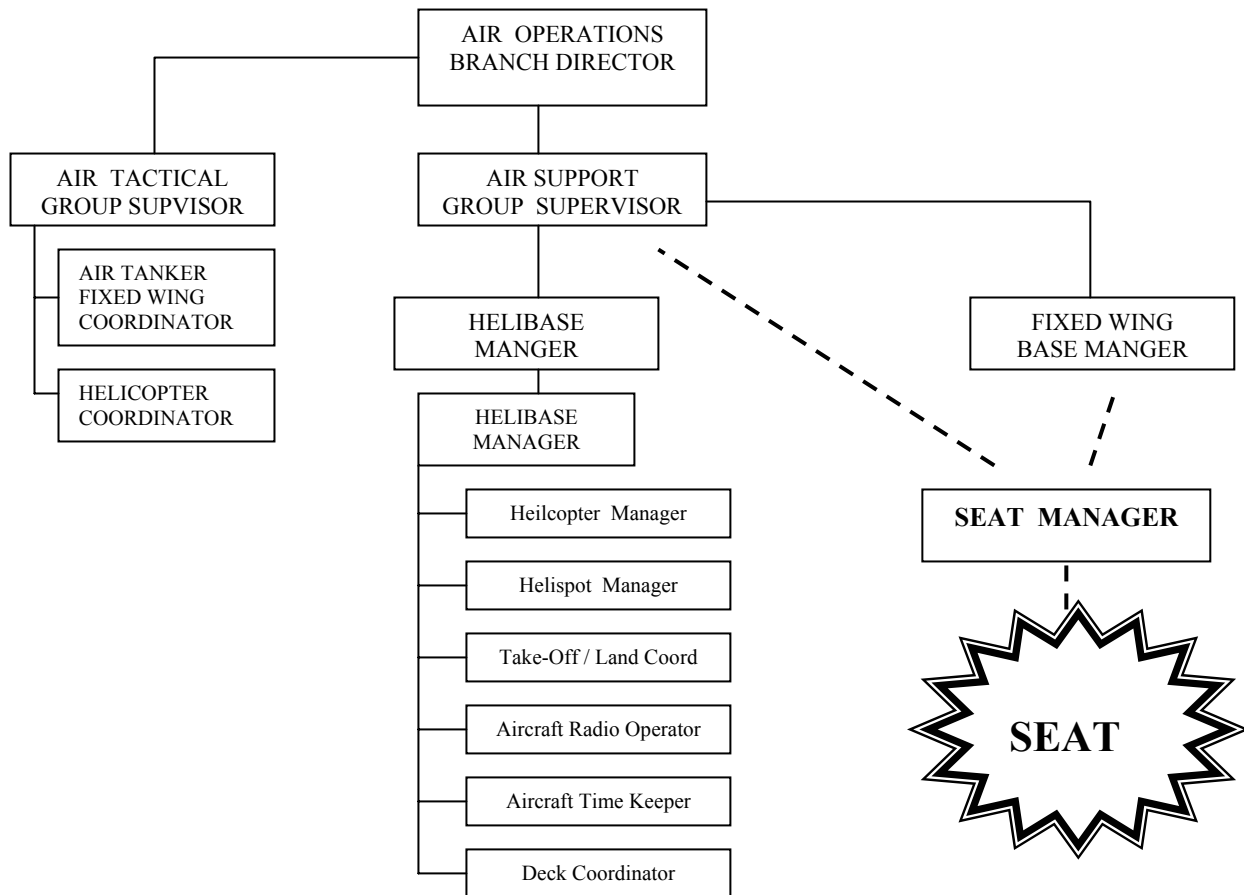 AIR OPERATIONS
BRANCH DIRECTOR
AIR TACTICAL
GROUP SUPVISOR
AIR SUPPORT
GROUP SUPERVISOR
AIR TANKER
FIXED WING
COORDINATOR
HELICOPTER
COORDINATOR
HELIBASE
MANGER
FIXED WING
BASE MANGER
HELIBASE
MANAGER
Heilcopter Manager
Helispot Manager
Take-Off / Land Coord
Aircraft Radio Operator
Aircraft Time Keeper
Deck Coordinator
SEAT MANAGER
SEAT